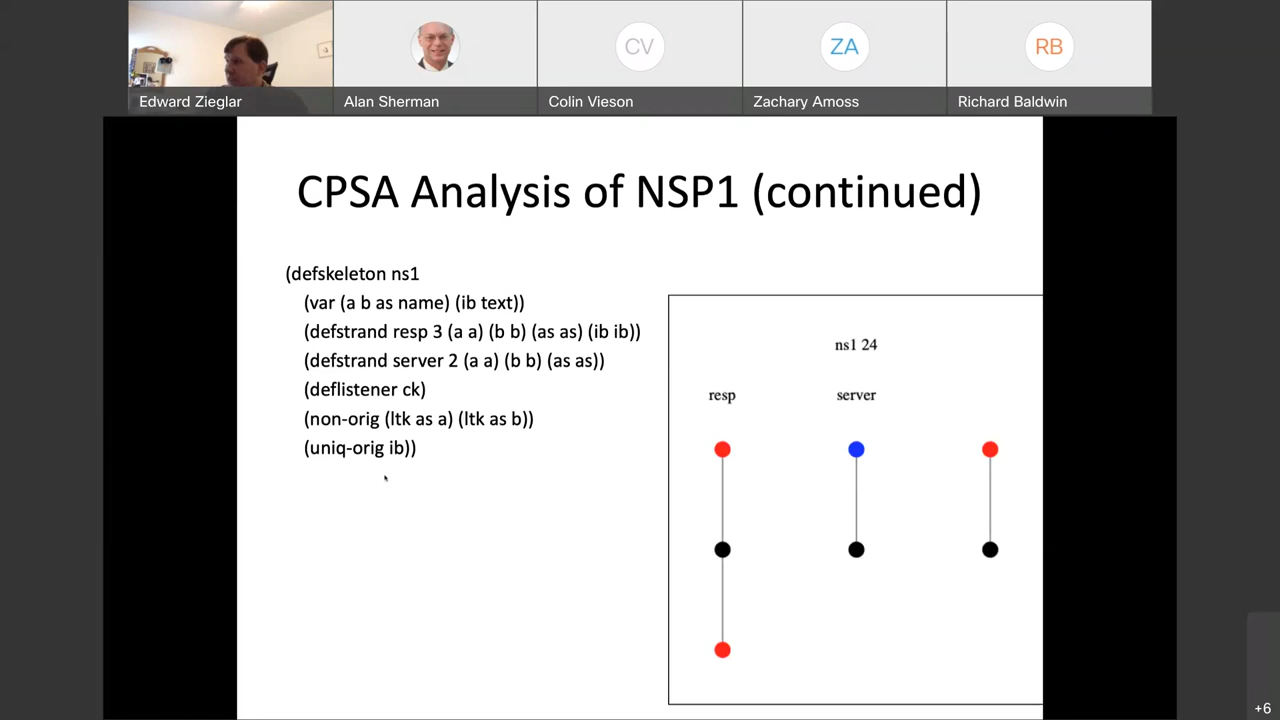 CV
ZA
RB
Edward Zieglar
Alan Sherman
Colin Vieson
Zachary Amoss
Richard Baldwin
CPSA Analysis of NSP1 (continued)
(defskeleton ns1
(var (a b as name) (ib text))
(defstrand resp 3 (a a) (b b) (as as) (ib ib))
(defstrand server 2 (a a) (b b) (as as))
(deflistener ck)
(non-orig (ltk as a) (ltk as b))
(uniq-orig ib))
ns1 24
resp
server
+6